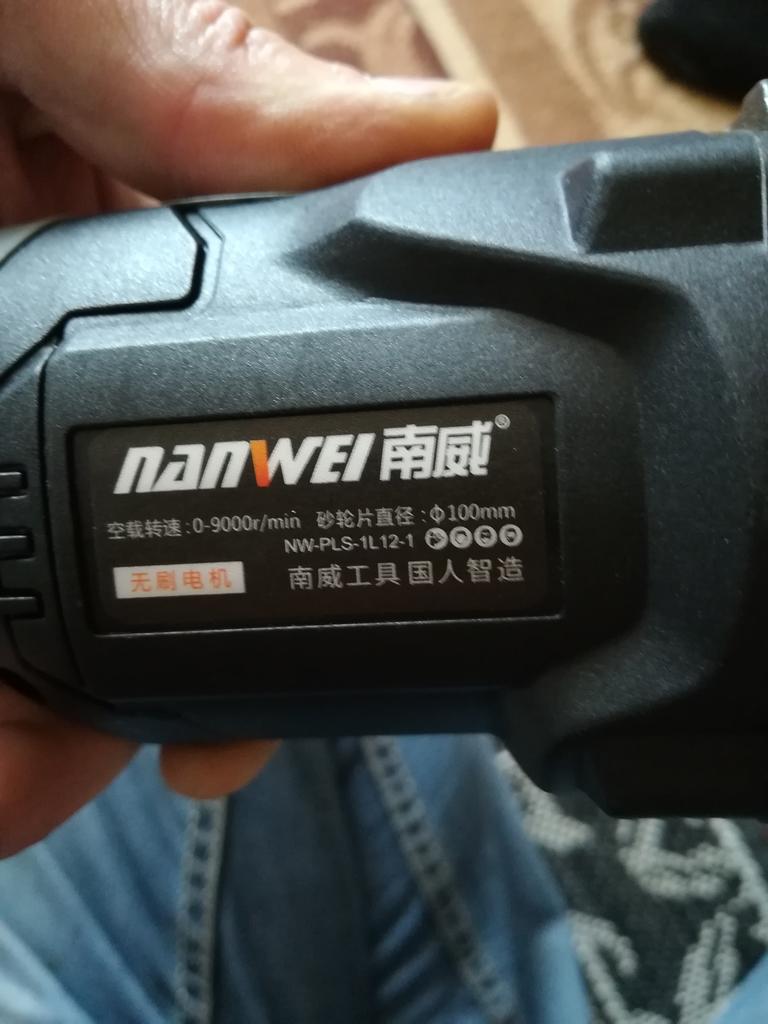 nanWEI 南威®
空载转速:0-9000r/min 砂轮片直径:φ100mm
NW-PLS-1L12-1
无刷电机 南威工具 国人智造